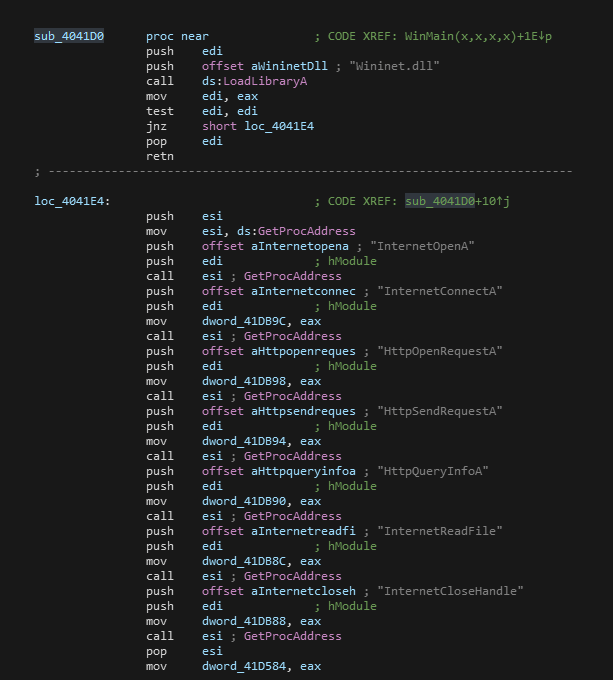 sub_4041D0 proc near ; CODE XREF: WinMain(x,x,x,x)+1E↓p
push edi
push offset aWininetDll ; "Wininet.dll"
call ds:LoadLibraryA
mov edi, eax
test edi, edi
jnz short loc_4041E4
pop edi
retn
; ---------------------------------------------------------------------------
loc_4041E4: ; CODE XREF: sub_4041D0+10↑j
push esi
mov esi, ds:GetProcAddress
push offset aInternetopena ; "InternetOpenA"
push edi ; hModule
call esi ; GetProcAddress
push offset aInternetconnec ; "InternetConnectA"
push edi ; hModule
mov dword_41DB9C, eax
call esi ; GetProcAddress
push offset aHttpopenreques ; "HttpOpenRequestA"
push edi ; hModule
mov dword_41DB98, eax
call esi ; GetProcAddress
push offset aHttpsendreques ; "HttpSendRequestA"
push edi ; hModule
mov dword_41DB94, eax
call esi ; GetProcAddress
push offset aHttpqueryinfoa ; "HttpQueryInfoA"
push edi ; hModule
mov dword_41DB90, eax
call esi ; GetProcAddress
push offset aInternetreadfi ; "InternetReadFile"
push edi ; hModule
mov dword_41DB8C, eax
call esi ; GetProcAddress
push offset aInternetcloseh ; "InternetCloseHandle"
push edi ; hModule
mov dword_41DB88, eax
call esi ; GetProcAddress
pop esi
mov dword_41D584, eax